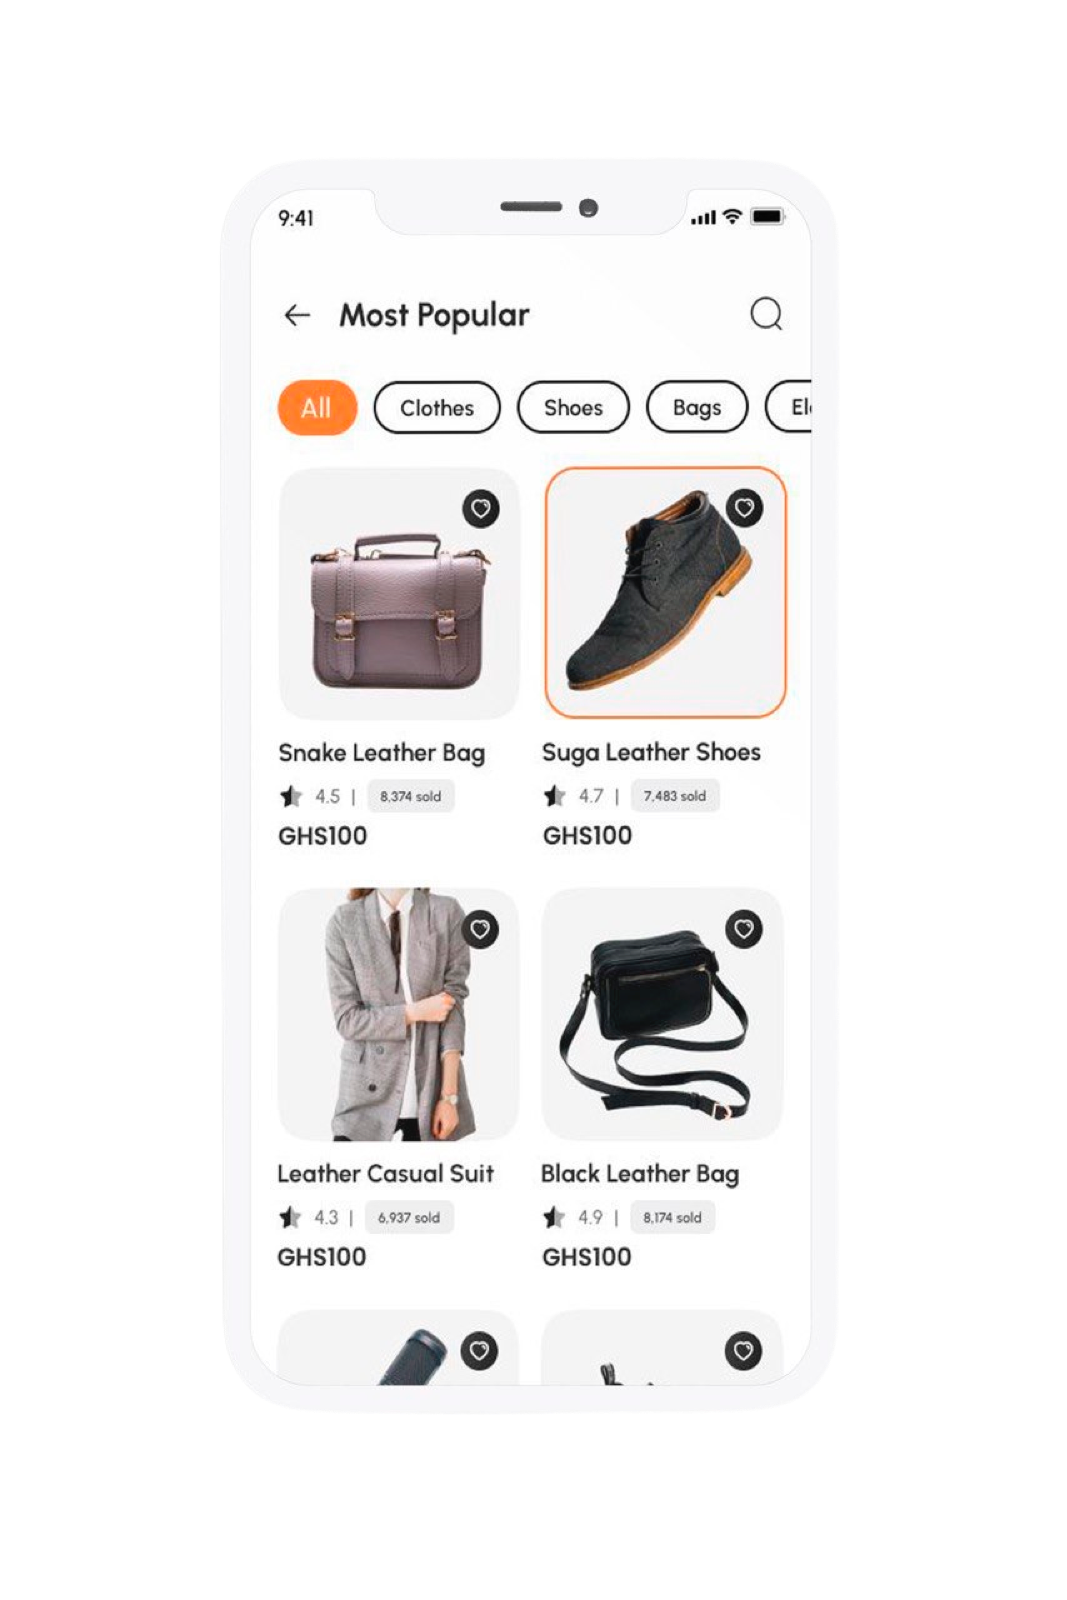 9:41
Most Popular
All Clothes Shoes Bags
Snake Leather Bag
4.5 | 8,374 sold
GHS100
Suga Leather Shoes
4.7 | 7,483 sold
GHS100
Leather Casual Suit
4.3 | 6,937 sold
GHS100
Black Leather Bag
4.9 | 8,174 sold
GHS100